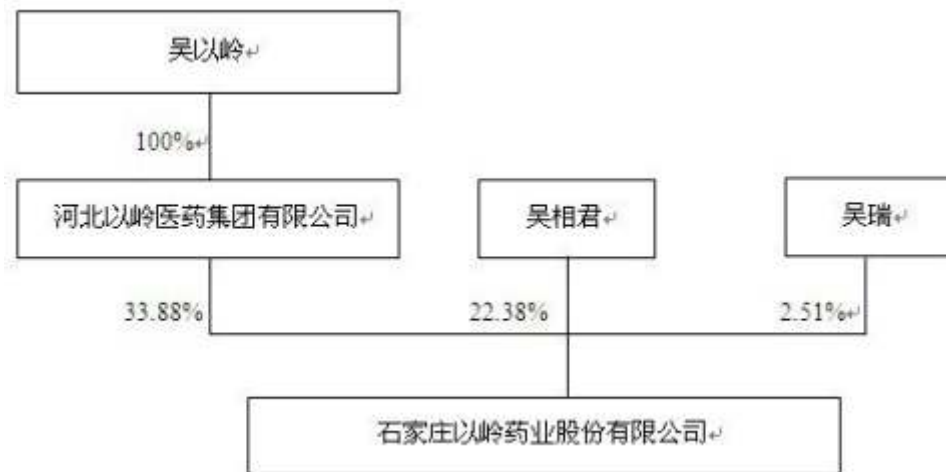 吴以岭
100%
河北以岭医药集团有限公司
吴相君
吴瑞
33.88%
22.38%
2.51%
石家庄以岭药业股份有限公司